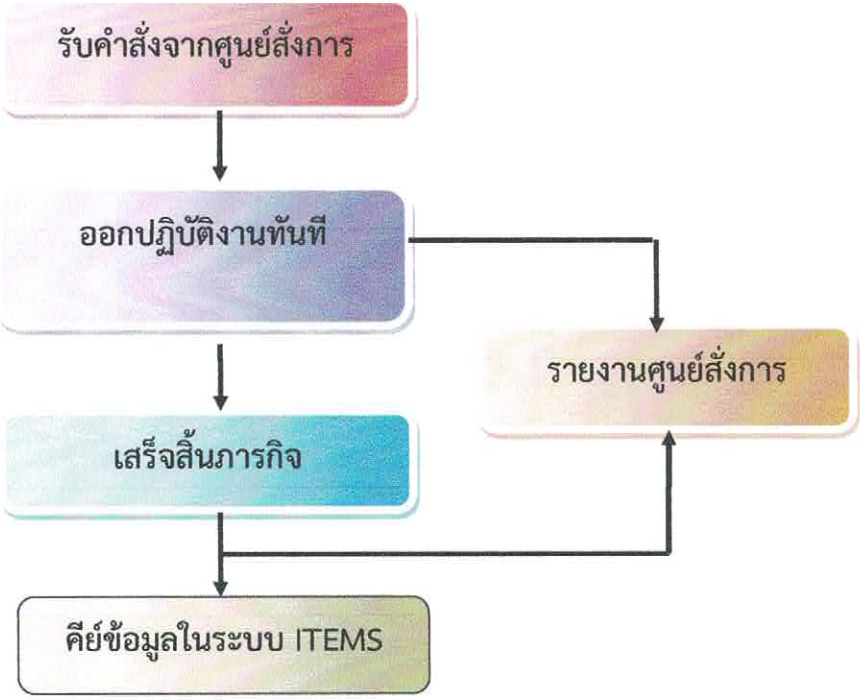 รับคำสั่งจากศูนย์สั่งการ
ออกปฏิบัติงานทันที
รายงานศูนย์สั่งการ
เสร็จสิ้นภารกิจ
คีย์ข้อมูลในระบบ ITEMS